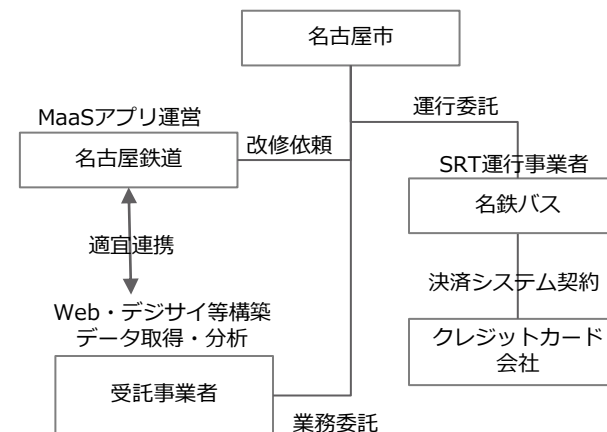 名古屋市
運行委託
MaaSアプリ運営
改修依頼
名古屋鉄道
SRT運行事業者
名鉄バス
適宜連携
決済システム契約
Web・デジサイ等構築
データ取得・分析
クレジットカード
会社
受託事業者
業務委託